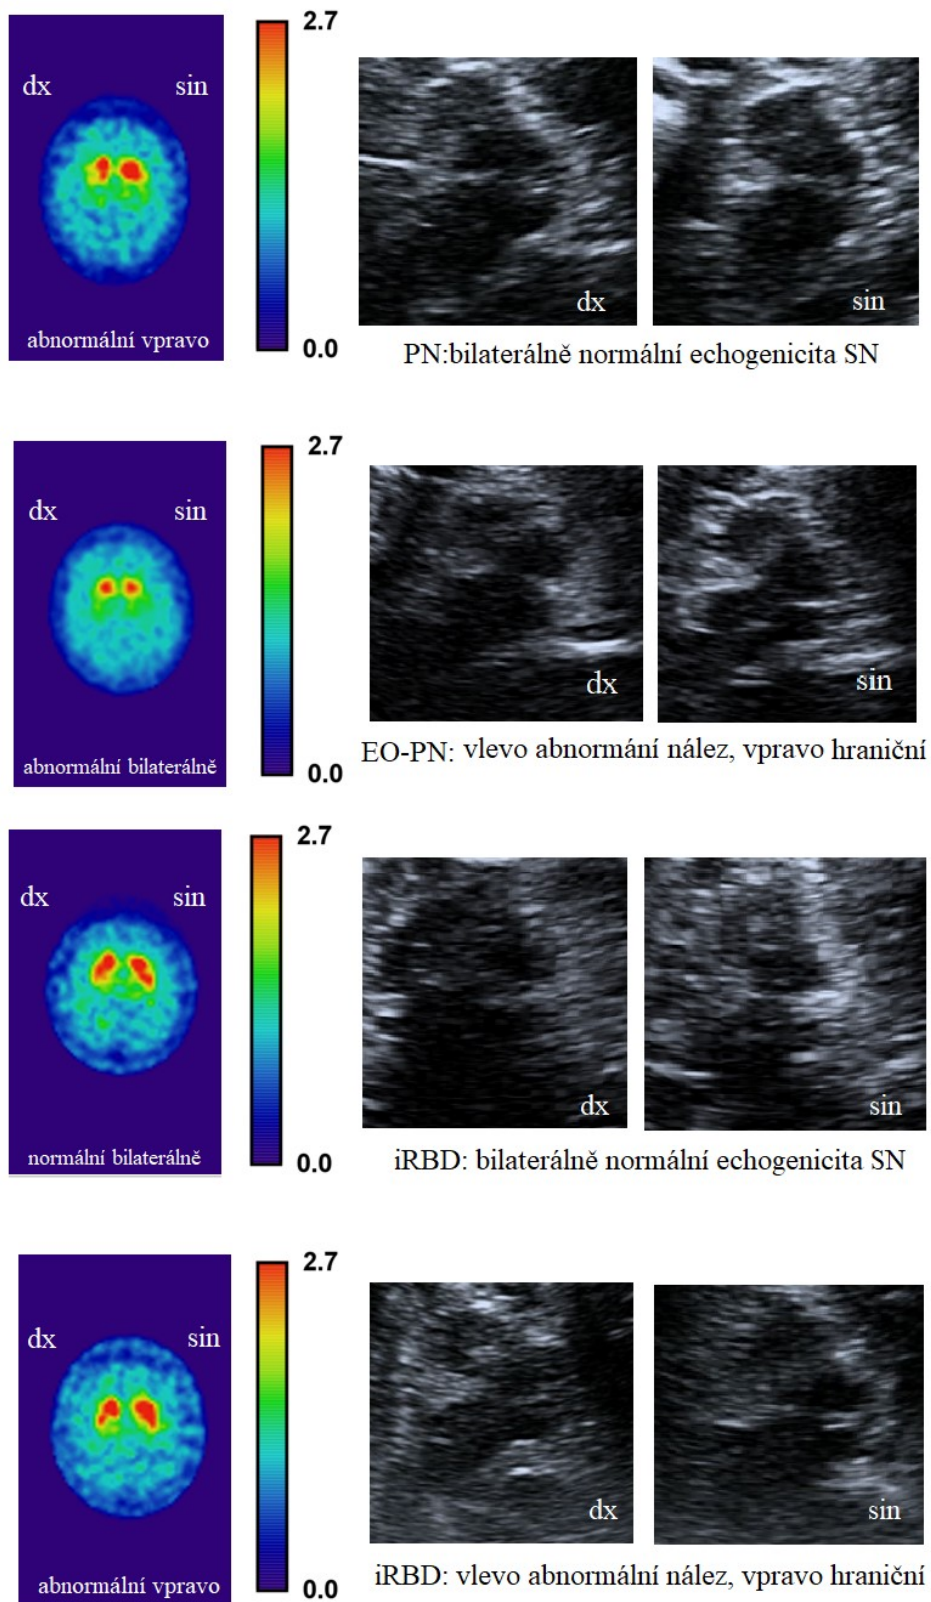 2.7
dx sin
abnormální vpravo
0.0
dx
sin
PN:bilaterálně normální echogenicita SN
2.7
dx sin
abnormální bilaterálně
0.0
dx
sin
EO-PN: vlevo abnormání nález, vpravo hraniční
2.7
dx sin
normální bilaterálně
0.0
dx
sin
iRBD: bilaterálně normální echogenicita SN
2.7
dx sin
abnormální vpravo
0.0
dx
sin
iRBD: vlevo abnormální nález, vpravo hraniční